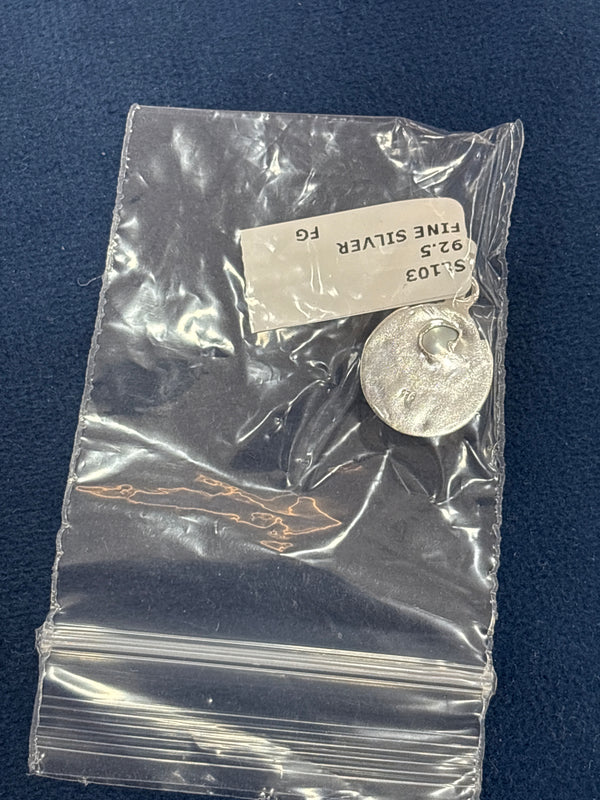 SL103
92.5
FINE SILVER
FG